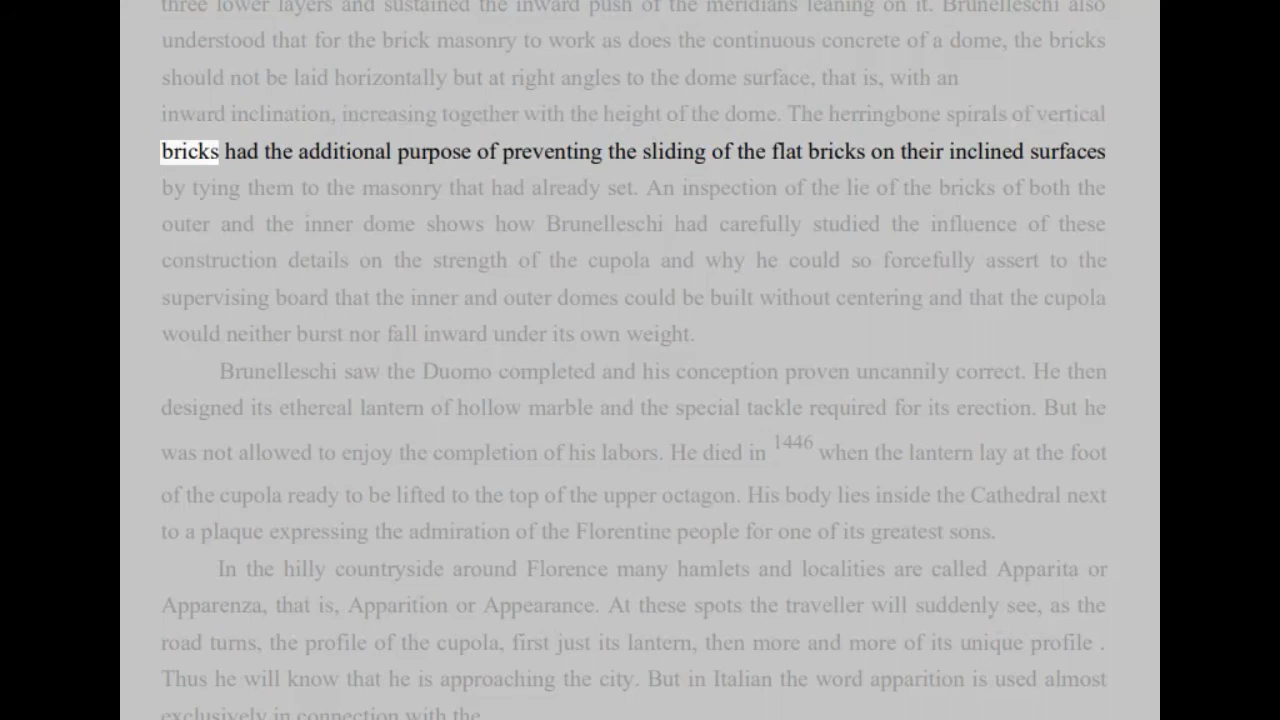 three lower layers and sustained the inward push of the meridians leaning on it. Brunelleschi also
understood that for the brick masonry to work as does the continuous concrete of a dome, the bricks
should not be laid horizontally but at right angles to the dome surface, that is, with an
inward inclination, increasing together with the height of the dome. The herringbone spirals of vertical
bricks had the additional purpose of preventing the sliding of the flat bricks on their inclined surfaces
by tying them to the masonry that had already set. An inspection of the lie of the bricks of both the
outer and the inner dome shows how Brunelleschi had carefully studied the influence of these
construction details on the strength of the cupola and why he could so forcefully assert to the
supervising board that the inner and outer domes could be built without centering and that the cupola
would neither burst nor fall inward under its own weight.
Brunelleschi saw the Duomo completed and his conception proven uncannily correct. He then
designed its ethereal lantern of hollow marble and the special tackle required for its erection. But he
was not allowed to enjoy the completion of his labors. He died in 1446 when the lantern lay at the foot
of the cupola ready to be lifted to the top of the upper octagon. His body lies inside the Cathedral next
to a plaque expressing the admiration of the Florentine people for one of its greatest sons.
In the hilly countryside around Florence many hamlets and localities are called Apparita or
Apparenza, that is, Apparition or Appearance. At these spots the traveller will suddenly see, as the
road turns, the profile of the cupola, first just its lantern, then more and more of its unique profile .
Thus he will know that he is approaching the city. But in Italian the word apparition is used almost
exclusively in connection with the